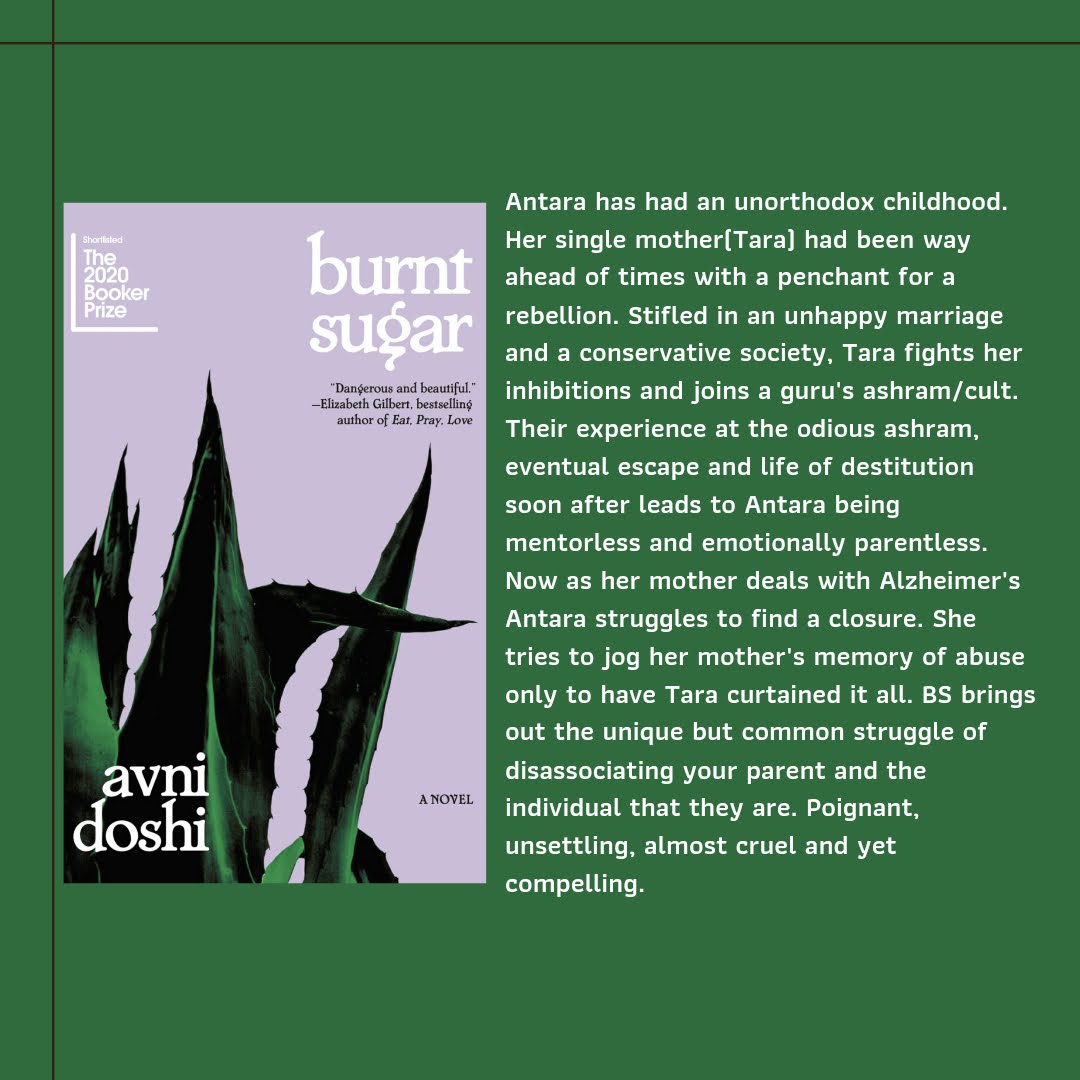 Shortlisted
The
2020
Booker
Prize
burnt
sugar
“Dangerous and beautiful.”
—Elizabeth Gilbert, bestselling
author of Eat, Pray, Love
avni
doshi
A NOVEL
Antara has had an unorthodox childhood.
Her single mother(Tara) had been way
ahead of times with a penchant for a
rebellion. Stifled in an unhappy marriage
and a conservative society, Tara fights her
inhibitions and joins a guru's ashram/cult.
Their experience at the odious ashram,
eventual escape and life of destitution
soon after leads to Antara being
mentorless and emotionally parentless.
Now as her mother deals with Alzheimer's
Antara struggles to find a closure. She
tries to jog her mother's memory of abuse
only to have Tara curtained it all. BS brings
out the unique but common struggle of
disassociating your parent and the
individual that they are. Poignant,
unsettling, almost cruel and yet
compelling.